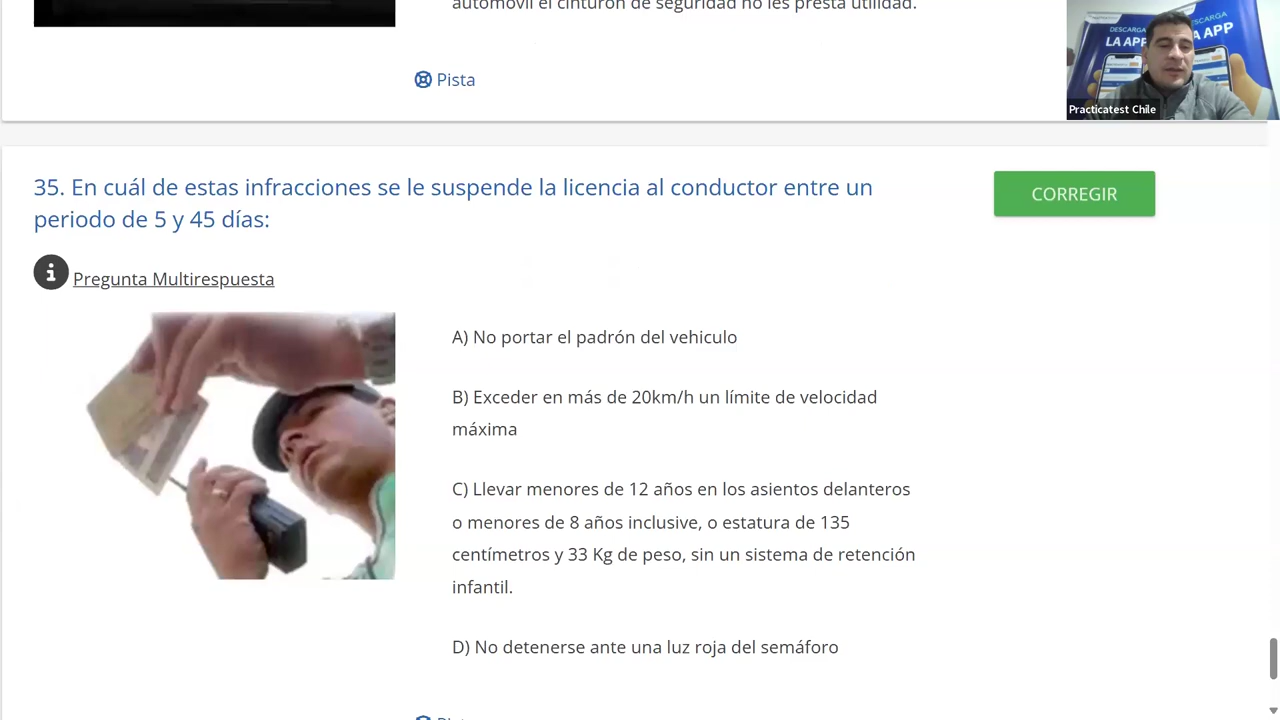 automóvil el cinturón de seguridad no les presta utilidad.
Pista
DESCARGA
LA APP
DESCARGA
LA APP
Practicatest Chile
35. En cuál de estas infracciones se le suspende la licencia al conductor entre un
periodo de 5 y 45 días:
CORREGIR
Pregunta Multirespuesta
A) No portar el padrón del vehiculo
B) Exceder en más de 20km/h un límite de velocidad
máxima
C) Llevar menores de 12 años en los asientos delanteros
o menores de 8 años inclusive, o estatura de 135
centímetros y 33 Kg de peso, sin un sistema de retención
infantil.
D) No detenerse ante una luz roja del semáforo